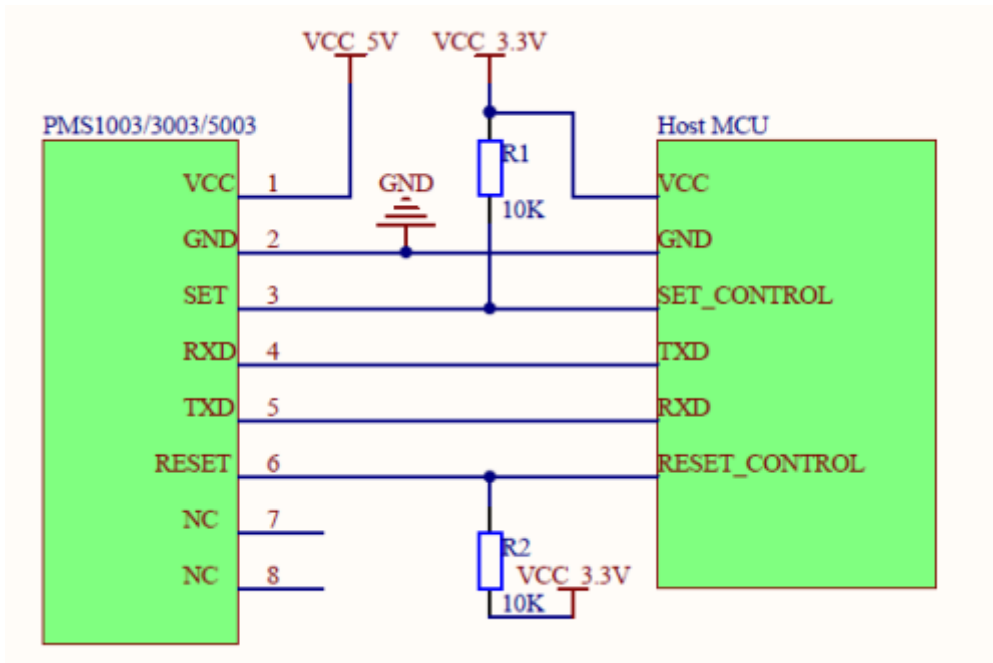 VCC_5V VCC_3.3V
PMS1003/3003/5003 Host MCU
R1
VCC 1 GND VCC
10K
GND 2 GND
SET 3 SET_CONTROL
RXD 4 TXD
TXD 5 RXD
RESET 6 RESET_CONTROL
NC 7
R2
NC 8 VCC_3.3V
10K